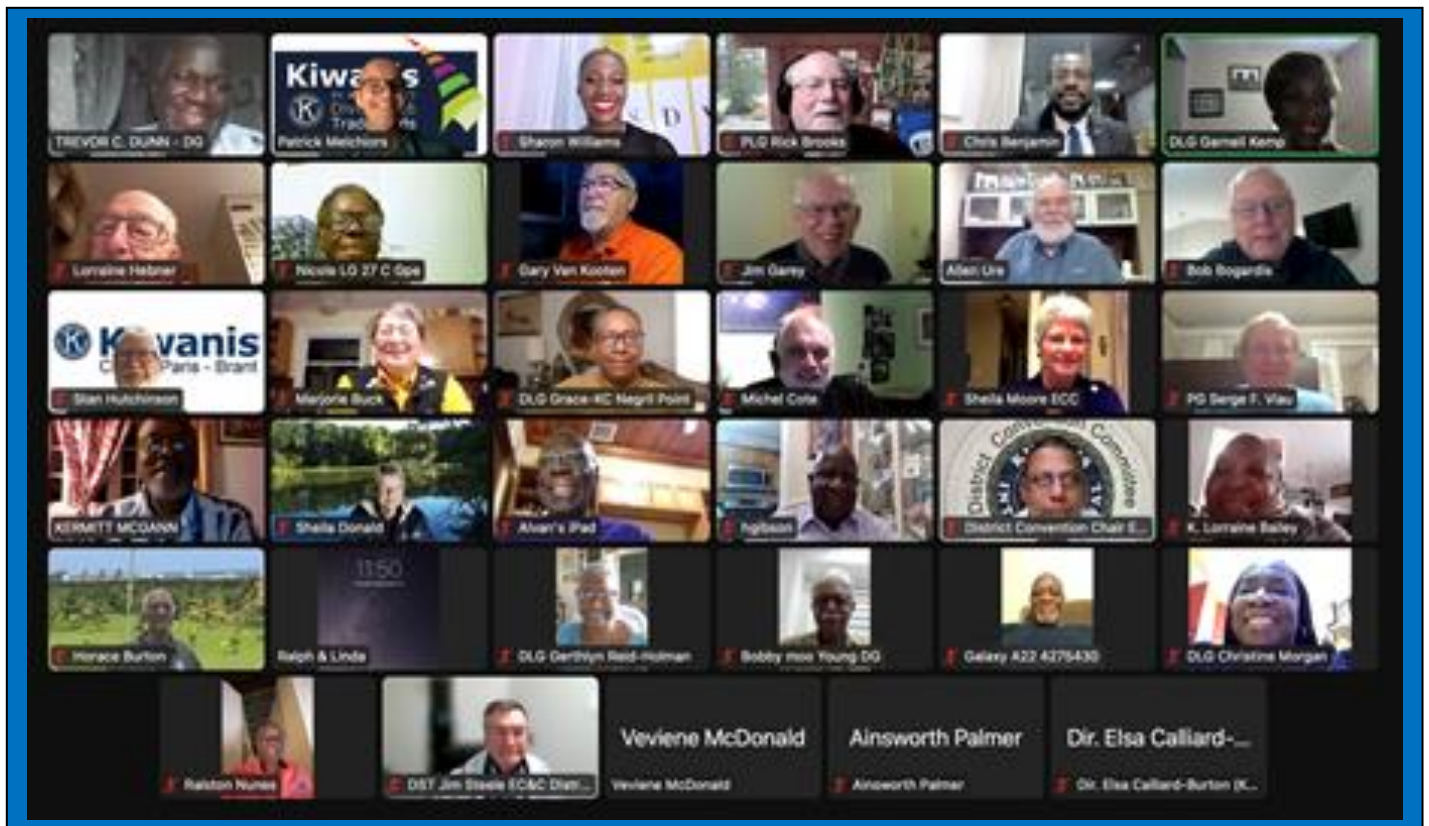 TREVOR C. DUNN - DG
Kiwanis
Patrick Melchiors
Sharon Williams
PLG Rick Brooks
Chris Benjamin
DLG Garnell Kemp
Lorraine Hebner
Nicole LG 27 C Gpe
Gary Van Kooten
Jim Garey
Allen Ure
Bob Bogardis
K Kiwanis
Paris - Brant
Stan Hutchinson
Marjorie Buck
DLG Grace-KC Negril Point
Michel Cote
Sheila Moore ECC
PG Serge F. Viau
KERMITT MCGANN
Sheila Donald
Alvan's iPad
hgibson
District Convention Committee
District Convention Chair E...
K. Lorraine Bailey
Horace Burton
11:50
Ralph & Linda
DLG Gerthlyn Reid-Holman
Bobby moo Young DG
Galaxy A22 4275430
DLG Christine Morgan
Ralston Nunes
DST Jim Steele EC&C Distr...
Veviene McDonald
Veviene McDonald
Ainsworth Palmer
Ainsworth Palmer
Dir. Elsa Calliard-...
Dir. Elsa Calliard-Burton (K...